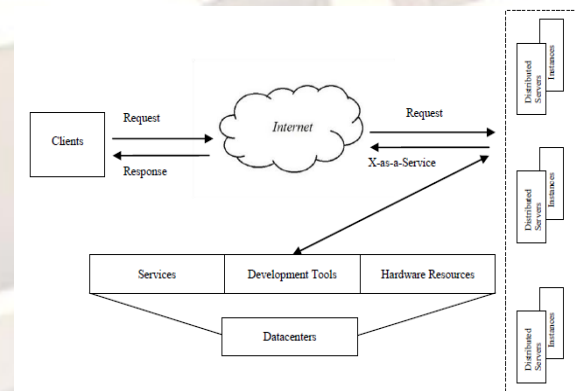 Clients
Request
Response
Internet
Request
X-as-a-Service
Distributed
Servers
Instances
Distributed
Servers
Instances
Distributed
Servers
Instances
Services
Development Tools
Hardware Resources
Datacenters